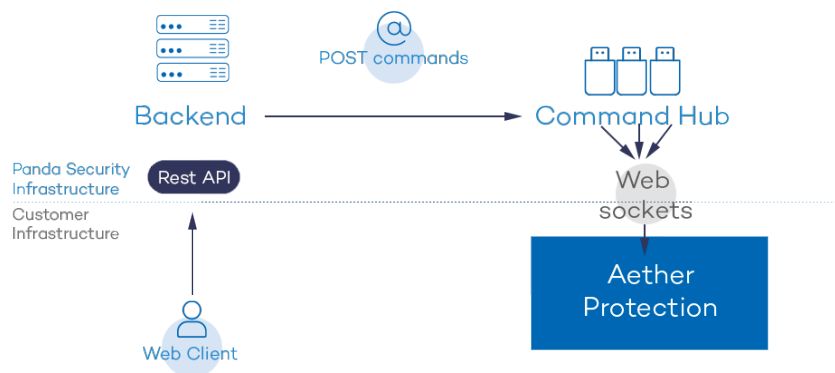 @
POST commands
Backend
Command Hub
Panda Security
Infrastructure
Rest API
Web
sockets
Customer
Infrastructure
Aether
Protection
Web Client